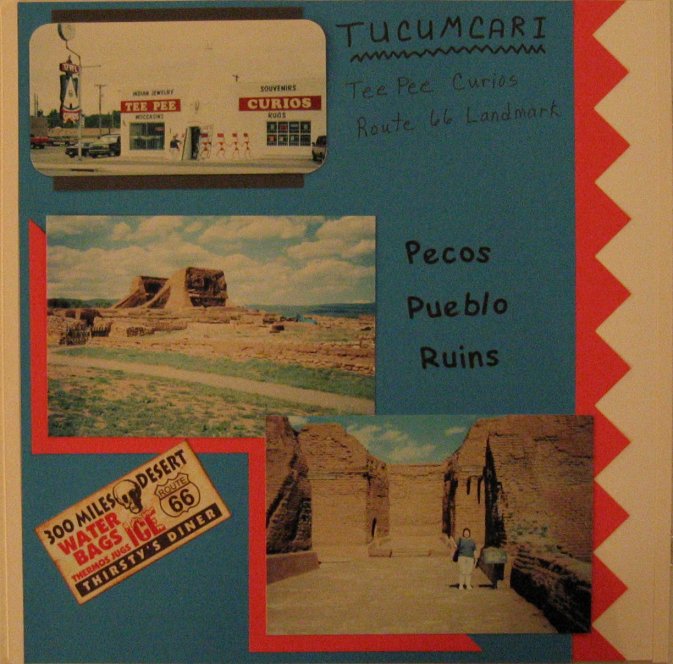 TUCUMCARI
Tee Pee Curios
Route 66 Landmark
INDIAN JEWELRY
TEE PEE
MOCCASINS
SOUVENIRS
CURIOS
RUGS
Pecos
Pueblo
Ruins
300 MILES DESERT
WATER
BAGS
ICE
THERMOS JUGS
ROUTE
66
THIRSTY'S DINER